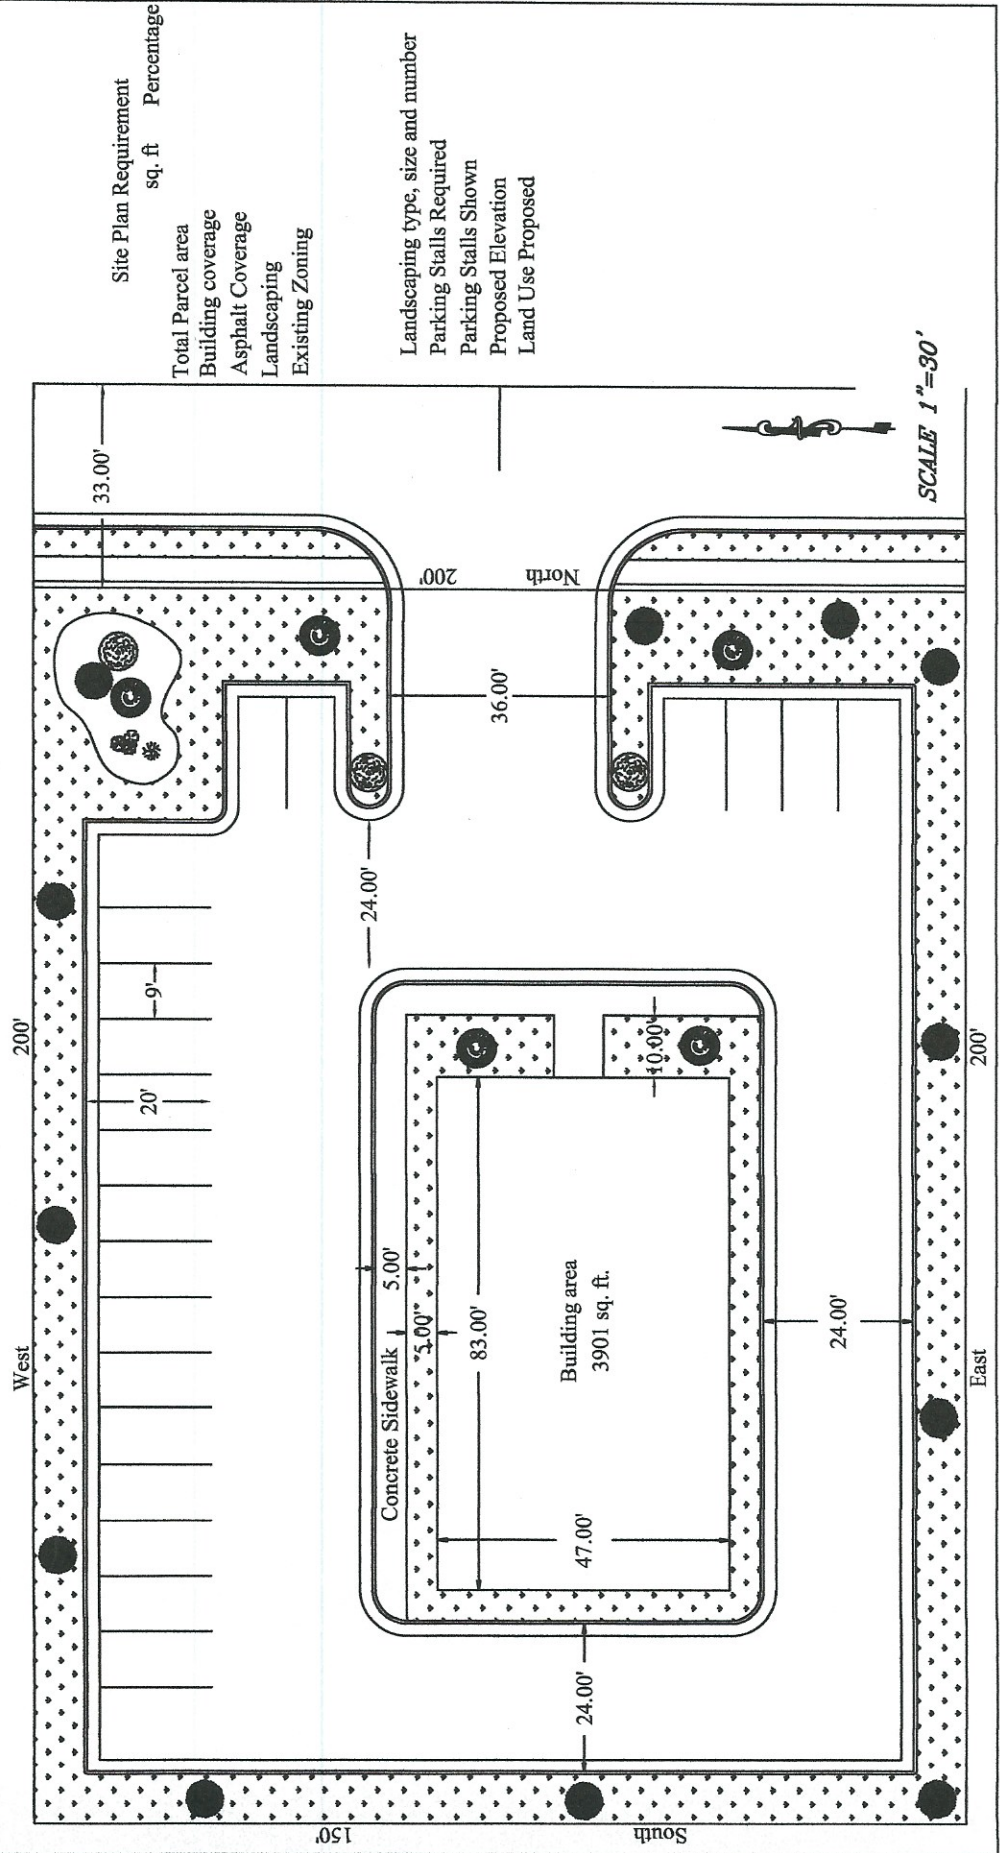 Site Plan Requirement
sq. ft Percentage
Total Parcel area
Building coverage
Asphalt Coverage
Landscaping
Existing Zoning
Landscaping type, size and number
Parking Stalls Required
Parking Stalls Shown
Proposed Elevation
Land Use Proposed
SCALE 1"=30'
33.00'
200'
North
36.00'
24.00'
West
200'
9'
20'
Concrete Sidewalk
5.00'
5.00'
10.00'
83.00'
Building area
3901 sq. ft.
47.00'
24.00'
24.00'
East
200'
150'
South